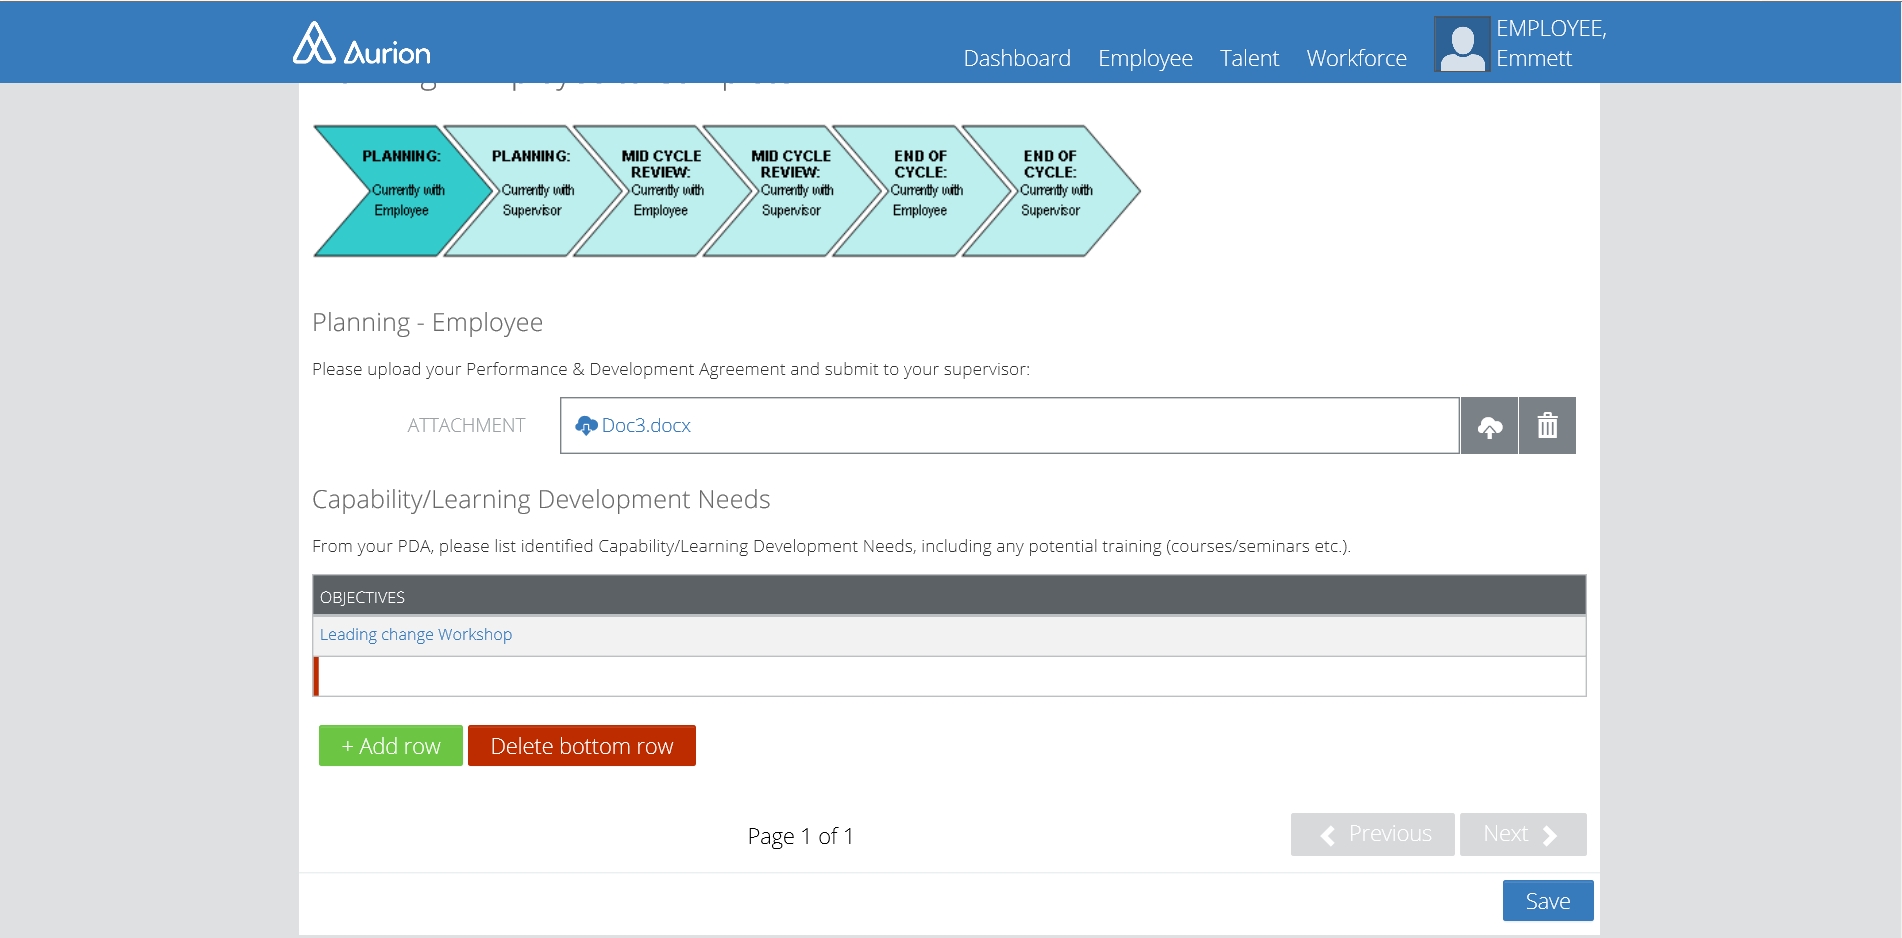 Aurion
Dashboard Employee Talent Workforce
EMPLOYEE,
Emmett
PLANNING:
Currently with
Employee
PLANNING:
Currently with
Supervisor
MID CYCLE
REVIEW:
Currently with
Employee
MID CYCLE
REVIEW:
Currently with
Supervisor
END OF
CYCLE:
Currently with
Employee
END OF
CYCLE:
Currently with
Supervisor
Planning - Employee
Please upload your Performance & Development Agreement and submit to your supervisor:
ATTACHMENT
Doc3.docx
Capability/Learning Development Needs
From your PDA, please list identified Capability/Learning Development Needs, including any potential training (courses/seminars etc.).
OBJECTIVES
Leading change Workshop
+ Add row
Delete bottom row
Page 1 of 1
Previous
Next
Save